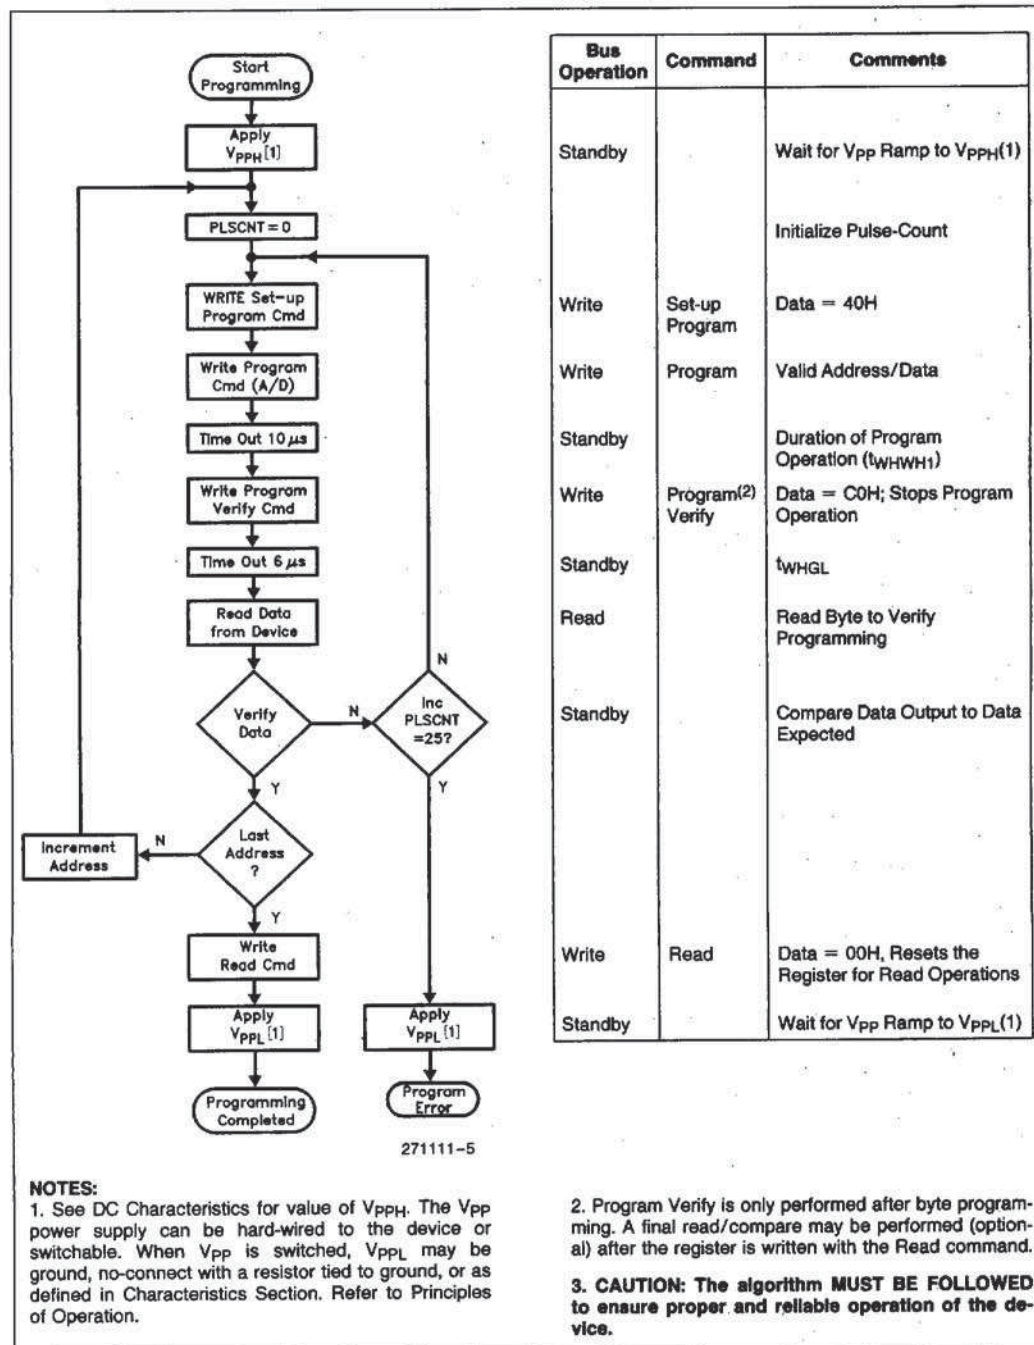 Start
Programming
Apply
VPPH[1]
PLSCNT=0
WRITE Set-up
Program Cmd
Write Program
Cmd (A/D)
Time Out 10 µs
Write Program
Verify Cmd
Time Out 6 µs
Read Data
from Device
Verify
Data
N
Y
Inc
PLSCNT
=25?
N
Y
Last
Address
?
N
Y
Increment
Address
Write
Read Cmd
Apply
VPPL[1]
Programming
Completed
Apply
VPPL[1]
Program
Error
271111-5
Bus
Operation
Command
Comments
Standby
Wait for VPP Ramp to VPPH(1)
Initialize Pulse-Count
Write
Set-up
Program
Data = 40H
Write
Program
Valid Address/Data
Standby
Duration of Program
Operation (tWHWH1)
Write
Program(2)
Verify
Data = C0H; Stops Program
Operation
Standby
tWHGL
Read
Read Byte to Verify
Programming
Standby
Compare Data Output to Data
Expected
Write
Read
Data = 00H, Resets the
Register for Read Operations
Standby
Wait for VPP Ramp to VPPL(1)
NOTES:
1. See DC Characteristics for value of VPPH. The VPP
power supply can be hard-wired to the device or
switchable. When VPP is switched, VPPL may be
ground, no-connect with a resistor tied to ground, or as
defined in Characteristics Section. Refer to Principles
of Operation.
2. Program Verify is only performed after byte program-
ming. A final read/compare may be performed (option-
al) after the register is written with the Read command.
3. CAUTION: The algorithm MUST BE FOLLOWED
to ensure proper and reliable operation of the de-
vice.